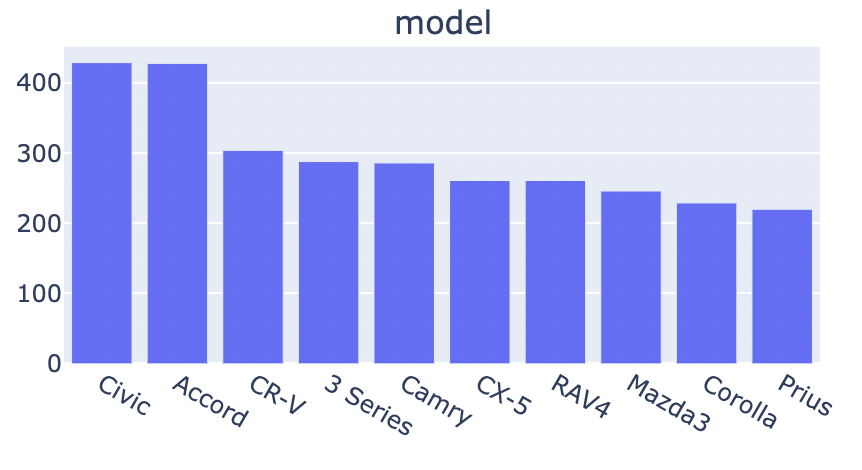 model
400
300
200
100
0
Civic
Accord
CR-V
3 Series
Camry
CX-5
RAV4
Mazda3
Corolla
Prius